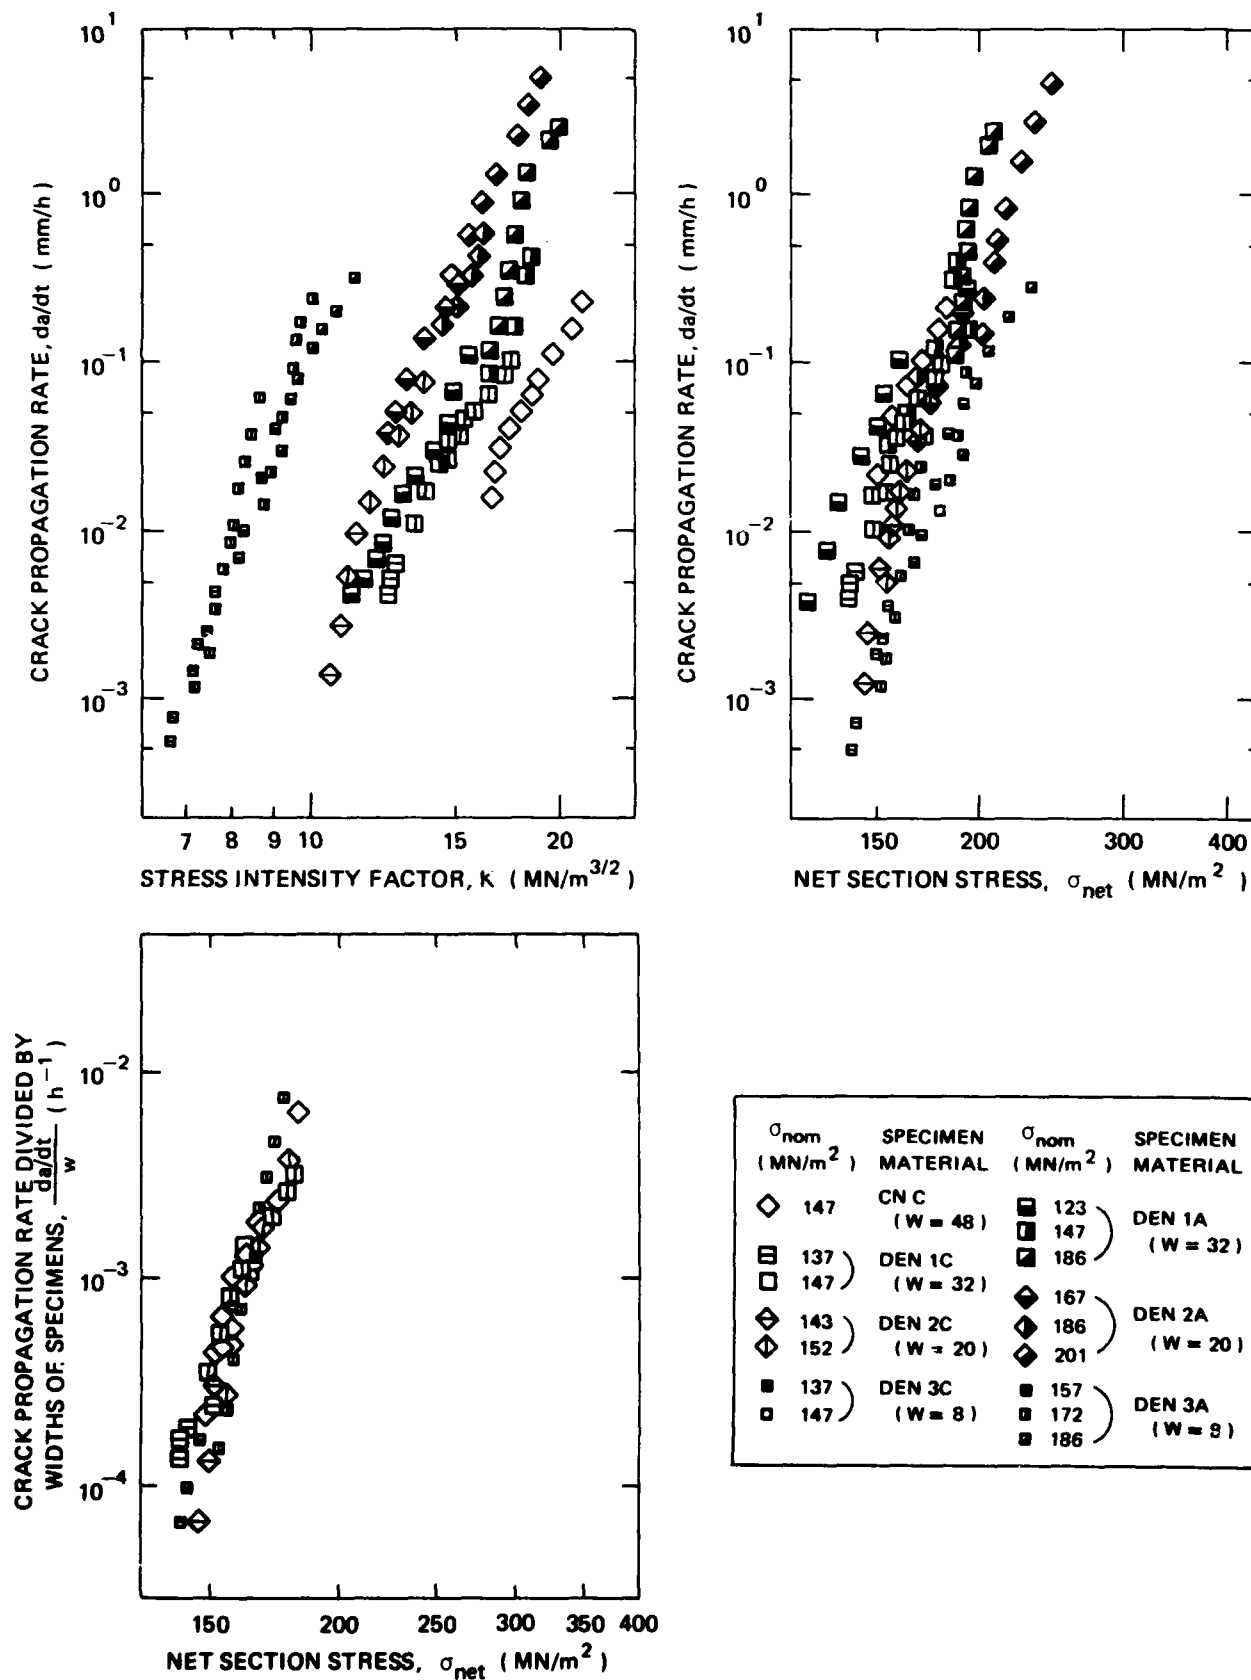 CRACK PROPAGATION RATE, da/dt (mm/h)
10^1
10^0
10^-1
10^-2
10^-3
7 8 9 10 15 20
STRESS INTENSITY FACTOR, K (MN/m^3/2)
CRACK PROPAGATION RATE, da/dt (mm/h)
10^1
10^0
10^-1
10^-2
10^-3
150 200 300 400
NET SECTION STRESS, σnet (MN/m^2)
CRACK PROPAGATION RATE DIVIDED BY
WIDTHS OF SPECIMENS, da/dt / w (h^-1)
10^-2
10^-3
10^-4
150 200 250 300 350 400
NET SECTION STRESS, σnet (MN/m^2)
σnom SPECIMEN σnom SPECIMEN
(MN/m^2) MATERIAL (MN/m^2) MATERIAL
147 CN C
(W = 48)
137 DEN 1C
147 (W = 32)
143 DEN 2C
152 (W = 20)
137 DEN 3C
147 (W = 8)
123
147 DEN 1A
186 (W = 32)
167
186 DEN 2A
201 (W = 20)
157
172 DEN 3A
186 (W = 9)